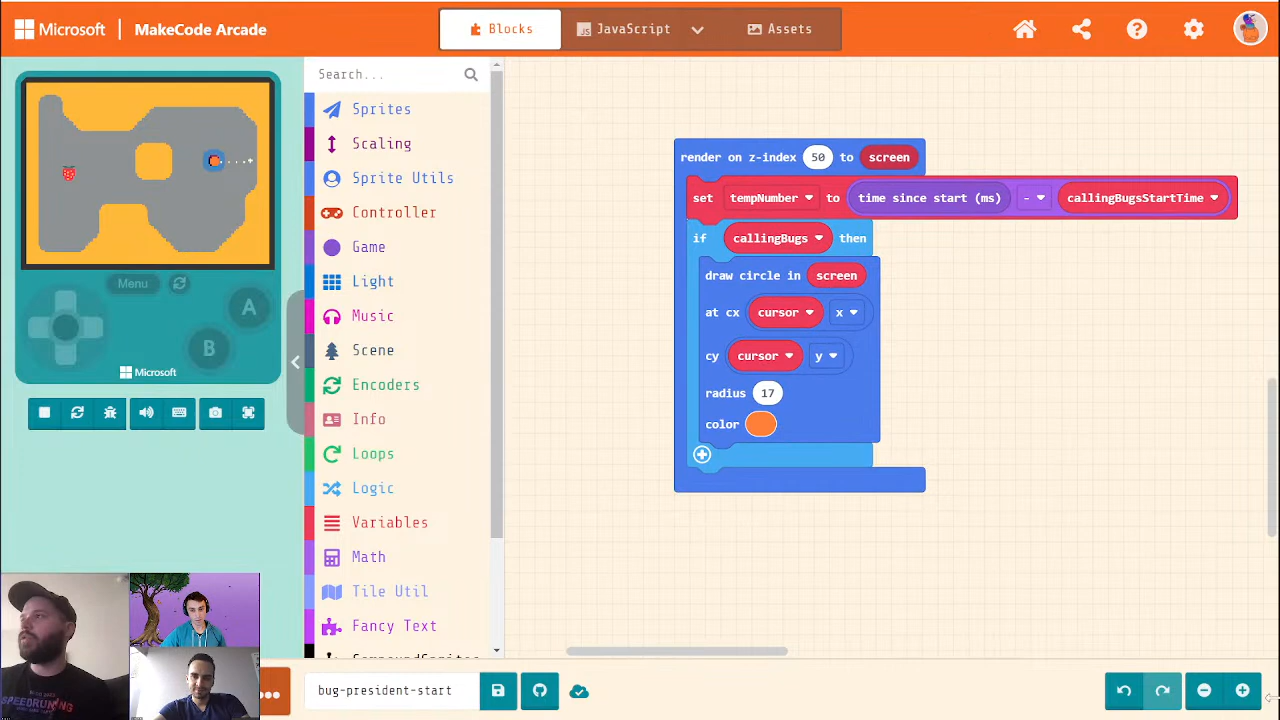 Microsoft | MakeCode Arcade
Blocks
JavaScript
Assets
Menu
A
B
Microsoft
Search...
Sprites
Scaling
Sprite Utils
Controller
Game
Light
Music
Scene
Encoders
Info
Loops
Logic
Variables
Math
Tile Util
Fancy Text
render on z-index 50 to screen
set tempNumber to time since start (ms) - callingBugsStartTime
if callingBugs then
draw circle in screen
at cx cursor x
cy cursor y
radius 17
color
bug-president-start